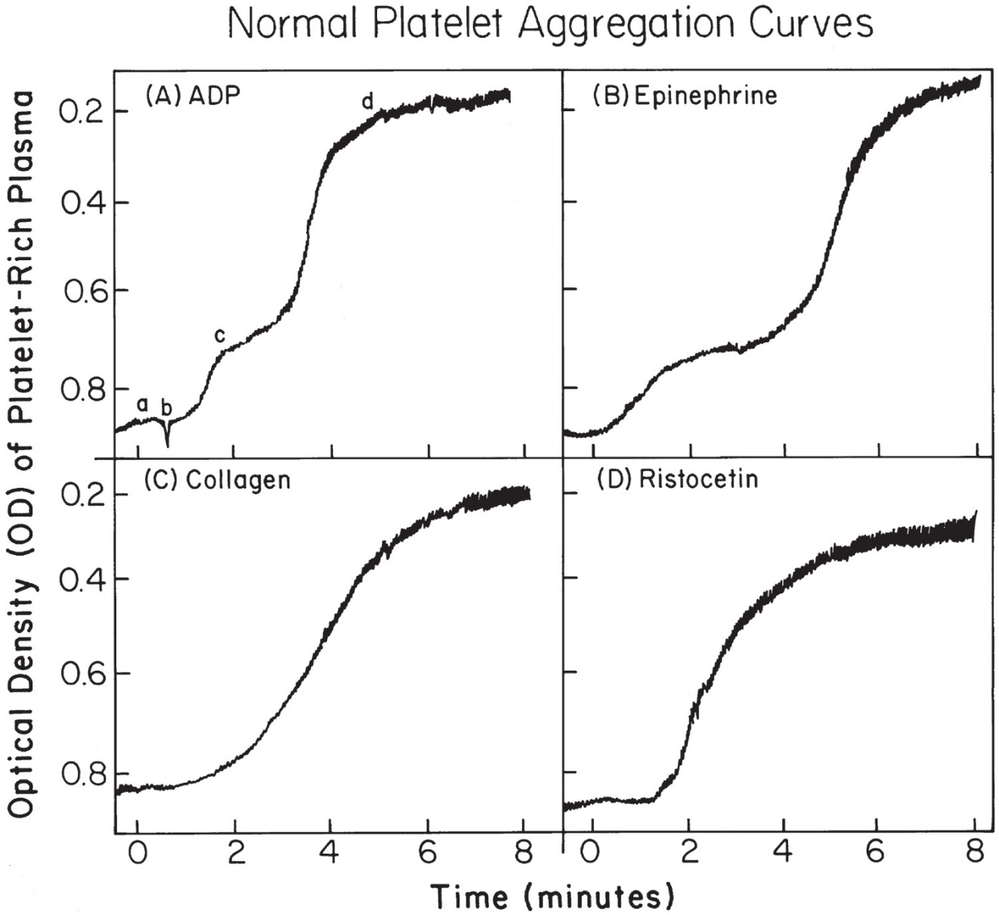 Normal Platelet Aggregation Curves
Optical Density (OD) of Platelet-Rich Plasma
(A) ADP
0.2
0.4
0.6
0.8
a
b
c
d
(B) Epinephrine
(C) Collagen
0.2
0.4
0.6
0.8
0 2 4 6 8
(D) Ristocetin
0 2 4 6 8
Time (minutes)